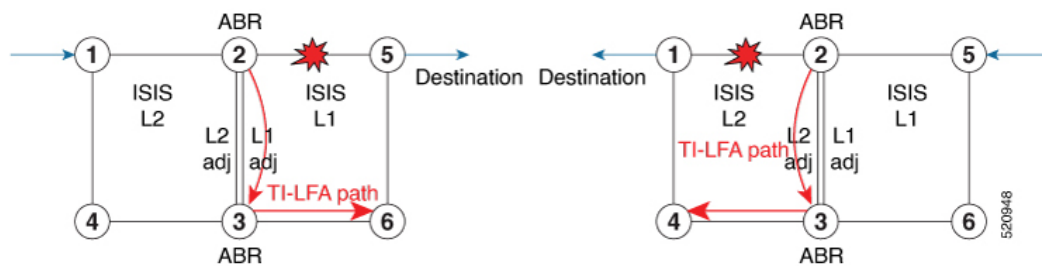 ABR
1
2
5
Destination
ISIS
L2
ISIS
L1
L2
adj
L1
adj
TI-LFA path
4
3
6
ABR
ABR
1
2
5
Destination
ISIS
L2
ISIS
L1
L2
adj
L1
adj
TI-LFA path
4
3
6
ABR
520948